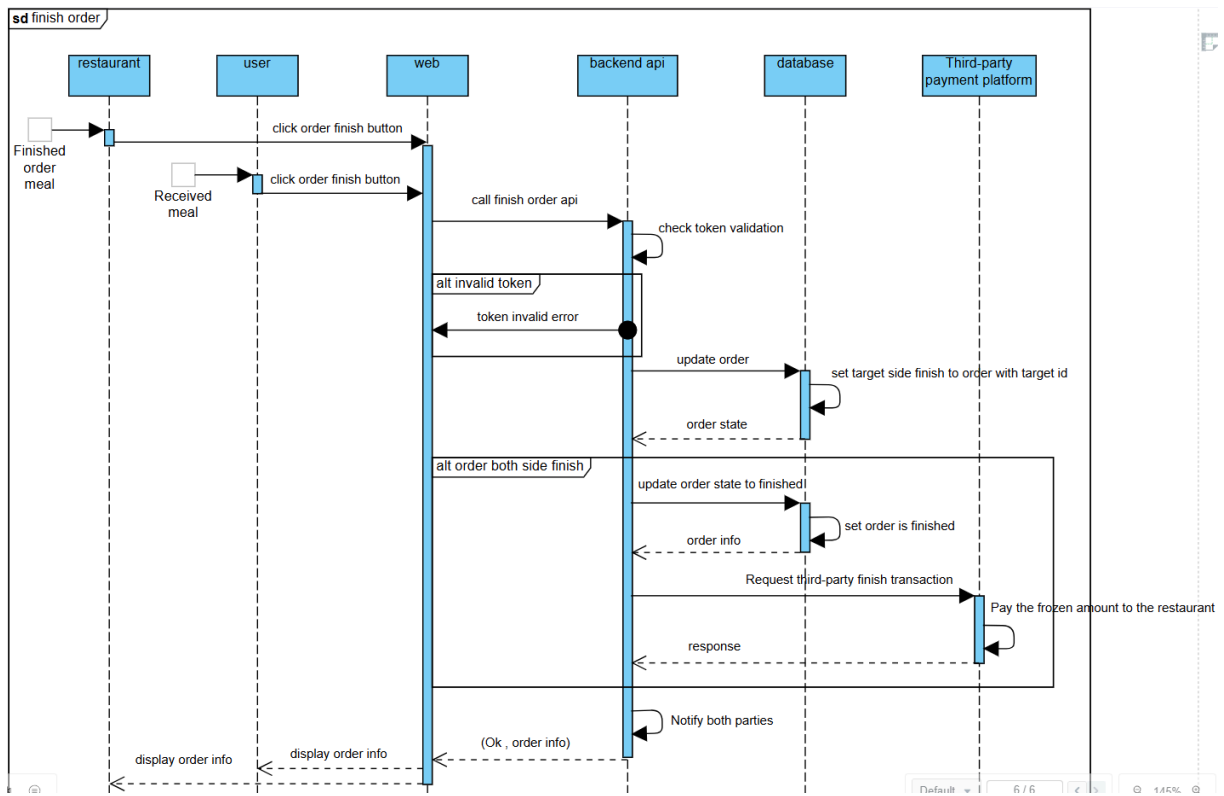 sd finish order
restaurant
user
web
backend api
database
Third-party
payment platform
click order finish button
Finished
order
meal
click order finish button
Received
meal
call finish order api
check token validation
alt invalid token
token invalid error
update order
set target side finish to order with target id
order state
alt order both side finish
update order state to finished
set order is finished
order info
Request third-party finish transaction
Pay the frozen amount to the restaurant
response
Notify both parties
(Ok , order info)
display order info
display order info
Default
6 / 6
145%